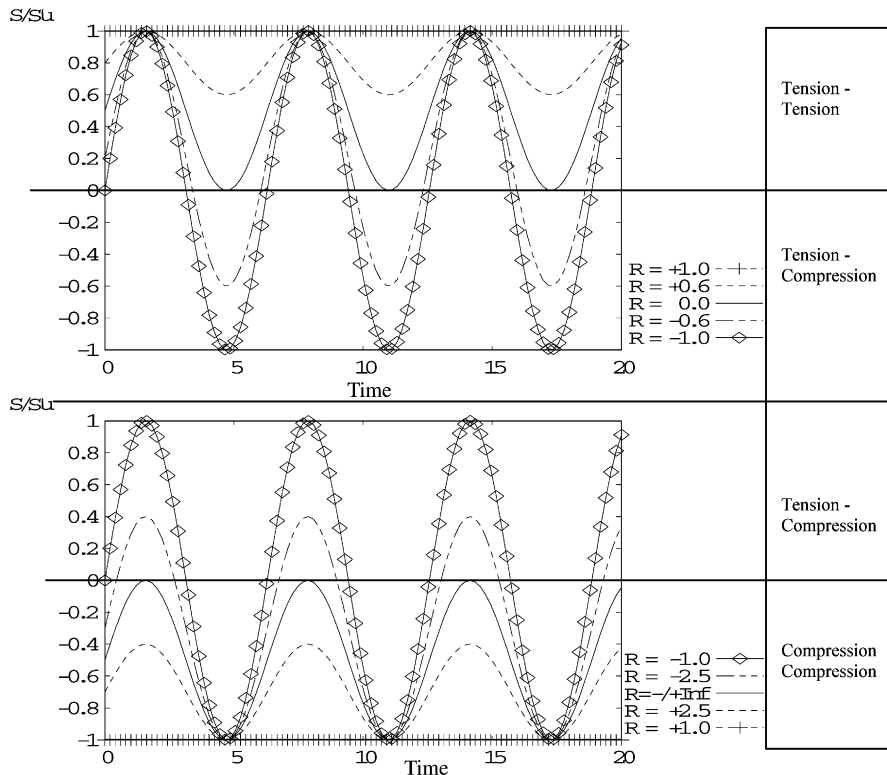 S/Su
1
0.8
0.6
0.4
0.2
0
-0.2
-0.4
-0.6
-0.8
-1
0
5
10
15
20
Time
R = +1.0
R = +0.6
R = 0.0
R = -0.6
R = -1.0
Tension -
Tension
Tension -
Compression
S/Su
1
0.8
0.6
0.4
0.2
0
-0.2
-0.4
-0.6
-0.8
-1
0
5
10
15
20
Time
R = -1.0
R = -2.5
R=-/+Inf
R = +2.5
R = +1.0
Tension -
Compression
Compression
Compression